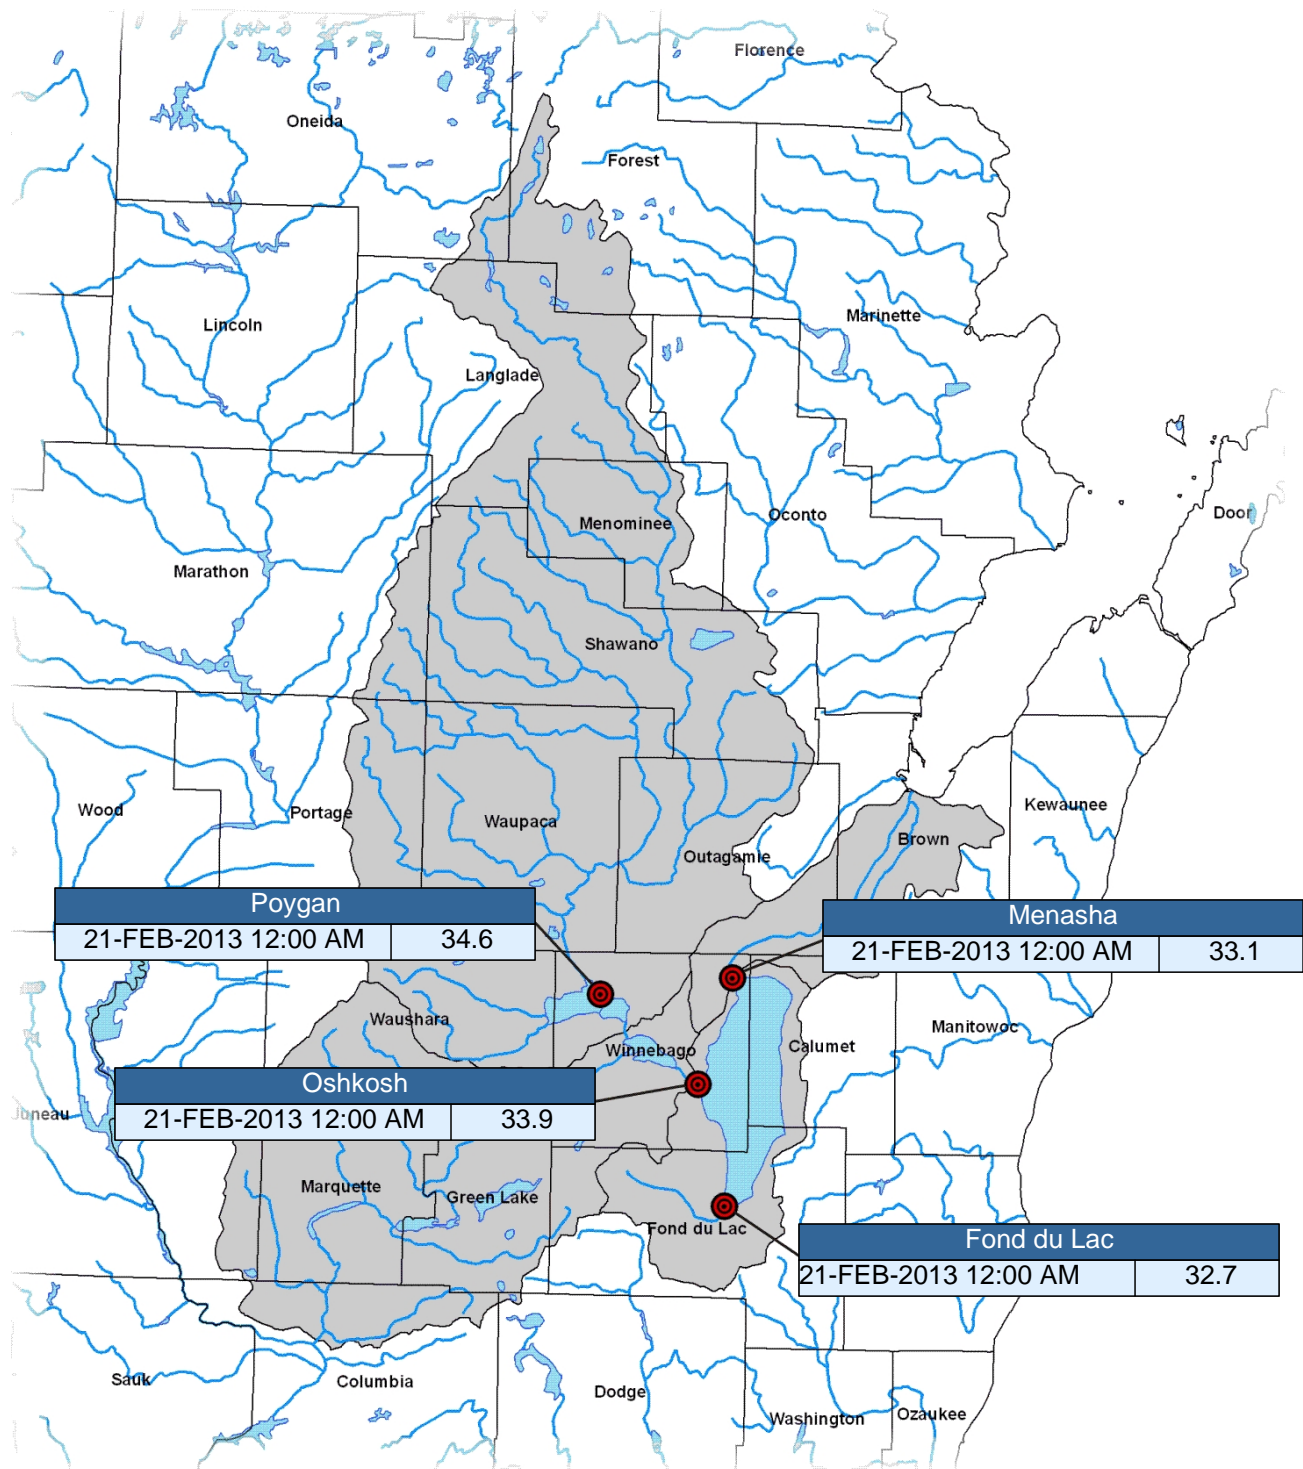 Florence
Oneida
Forest
Marinette
Lincoln
Langlade
Door
Oconto
Menominee
Marathon
Shawano
Kewaunee
Wood
Portage
Waupaca
Brown
Outagamie
Poygan
21-FEB-2013 12:00 AM 34.6
Menasha
21-FEB-2013 12:00 AM 33.1
Waushara
Manitowoc
Winnebago
Calumet
Oshkosh
21-FEB-2013 12:00 AM 33.9
Juneau
Marquette
Green Lake
Fond du Lac
Fond du Lac
21-FEB-2013 12:00 AM 32.7
Sauk
Columbia
Dodge
Washington
Ozaukee